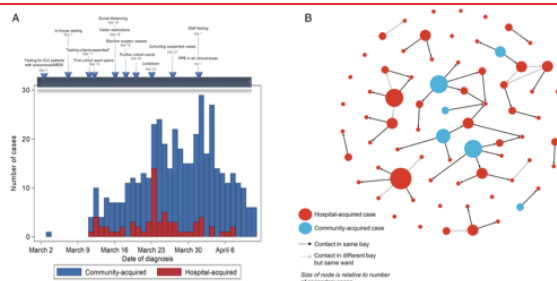 A
Social distancing
In-house testing
Visitor restrictions
Staff testing
Elective surgery ceases
Testing criteria expanded
Cohorting suspected cases
Testing for ICU patients
with pneumonia/ARDS
First cohort ward opens
Further cohort wards
Lockdown
PPE in all clinical areas
30
20
10
0
Number of cases
March 2
March 9
March 16
March 23
March 30
April 6
Date of diagnosis
Community-acquired
Hospital-acquired
B
Hospital-acquired case
Community-acquired case
Contact in same bay
Contact in different bay
but same ward
Size of node is relative to number